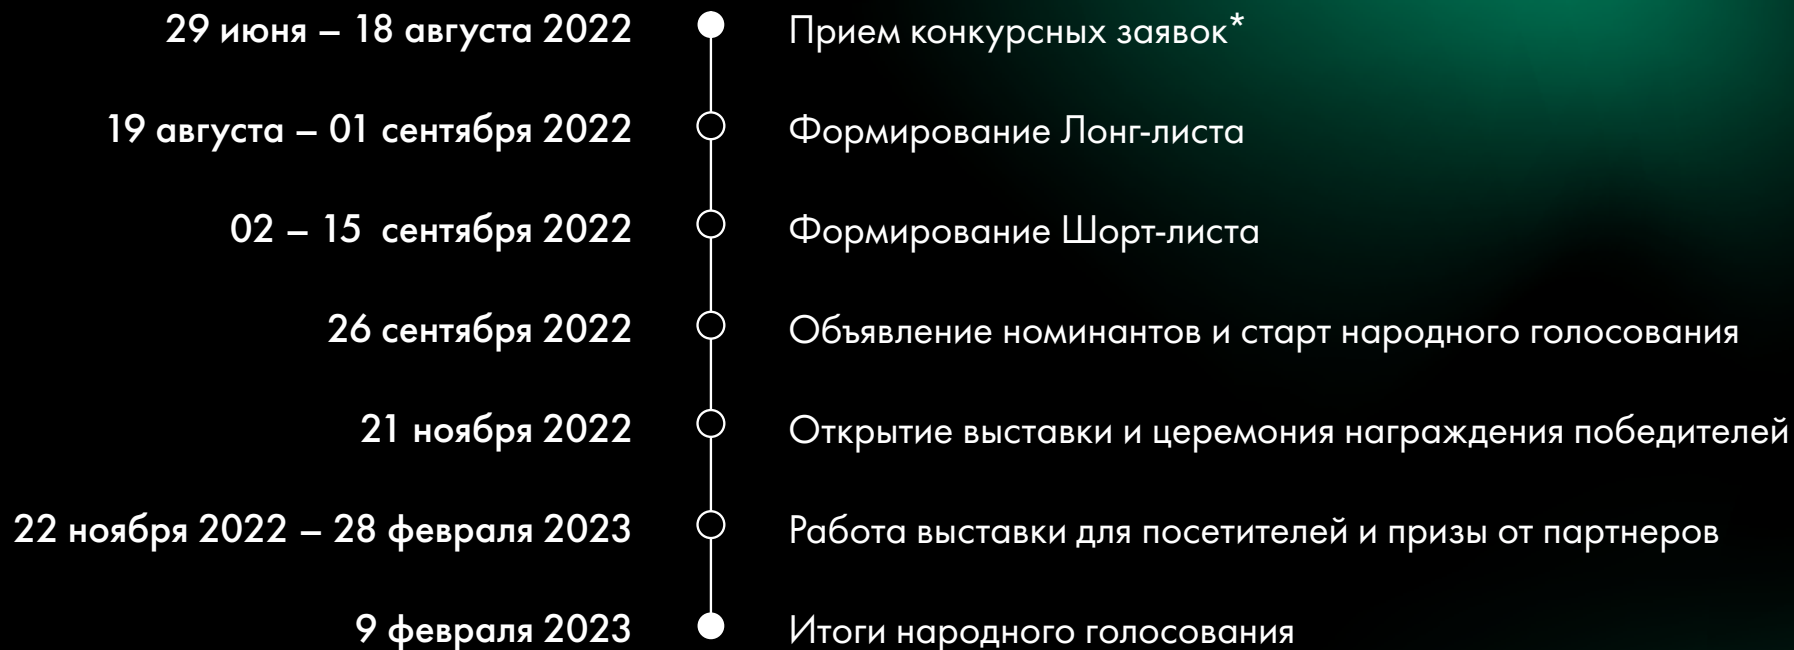 29 июня – 18 августа 2022 Прием конкурсных заявок*
19 августа – 01 сентября 2022 Формирование Лонг-листа
02 – 15 сентября 2022 Формирование Шорт-листа
26 сентября 2022 Объявление номинантов и старт народного голосования
21 ноября 2022 Открытие выставки и церемония награждения победителей
22 ноября 2022 – 28 февраля 2023 Работа выставки для посетителей и призы от партнеров
9 февраля 2023 Итоги народного голосования